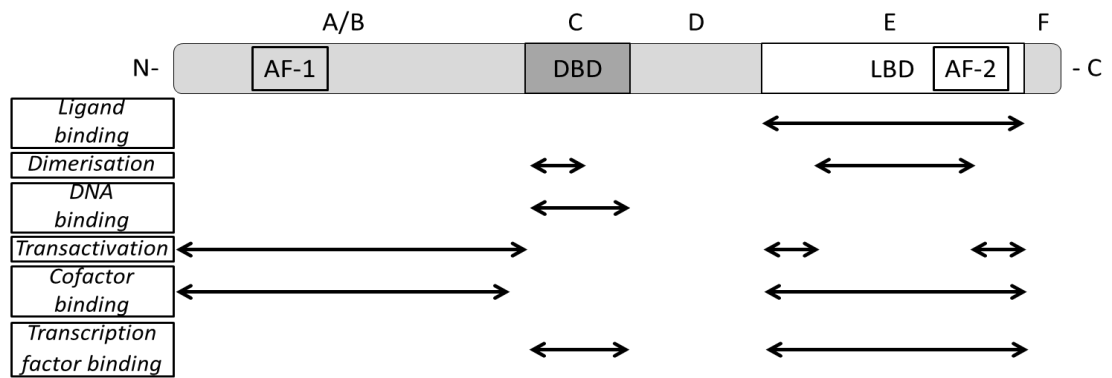 A/B C D E F
N- AF-1 DBD LBD AF-2 - C
Ligand
binding
Dimerisation
DNA
binding
Transactivation
Cofactor
binding
Transcription
factor binding